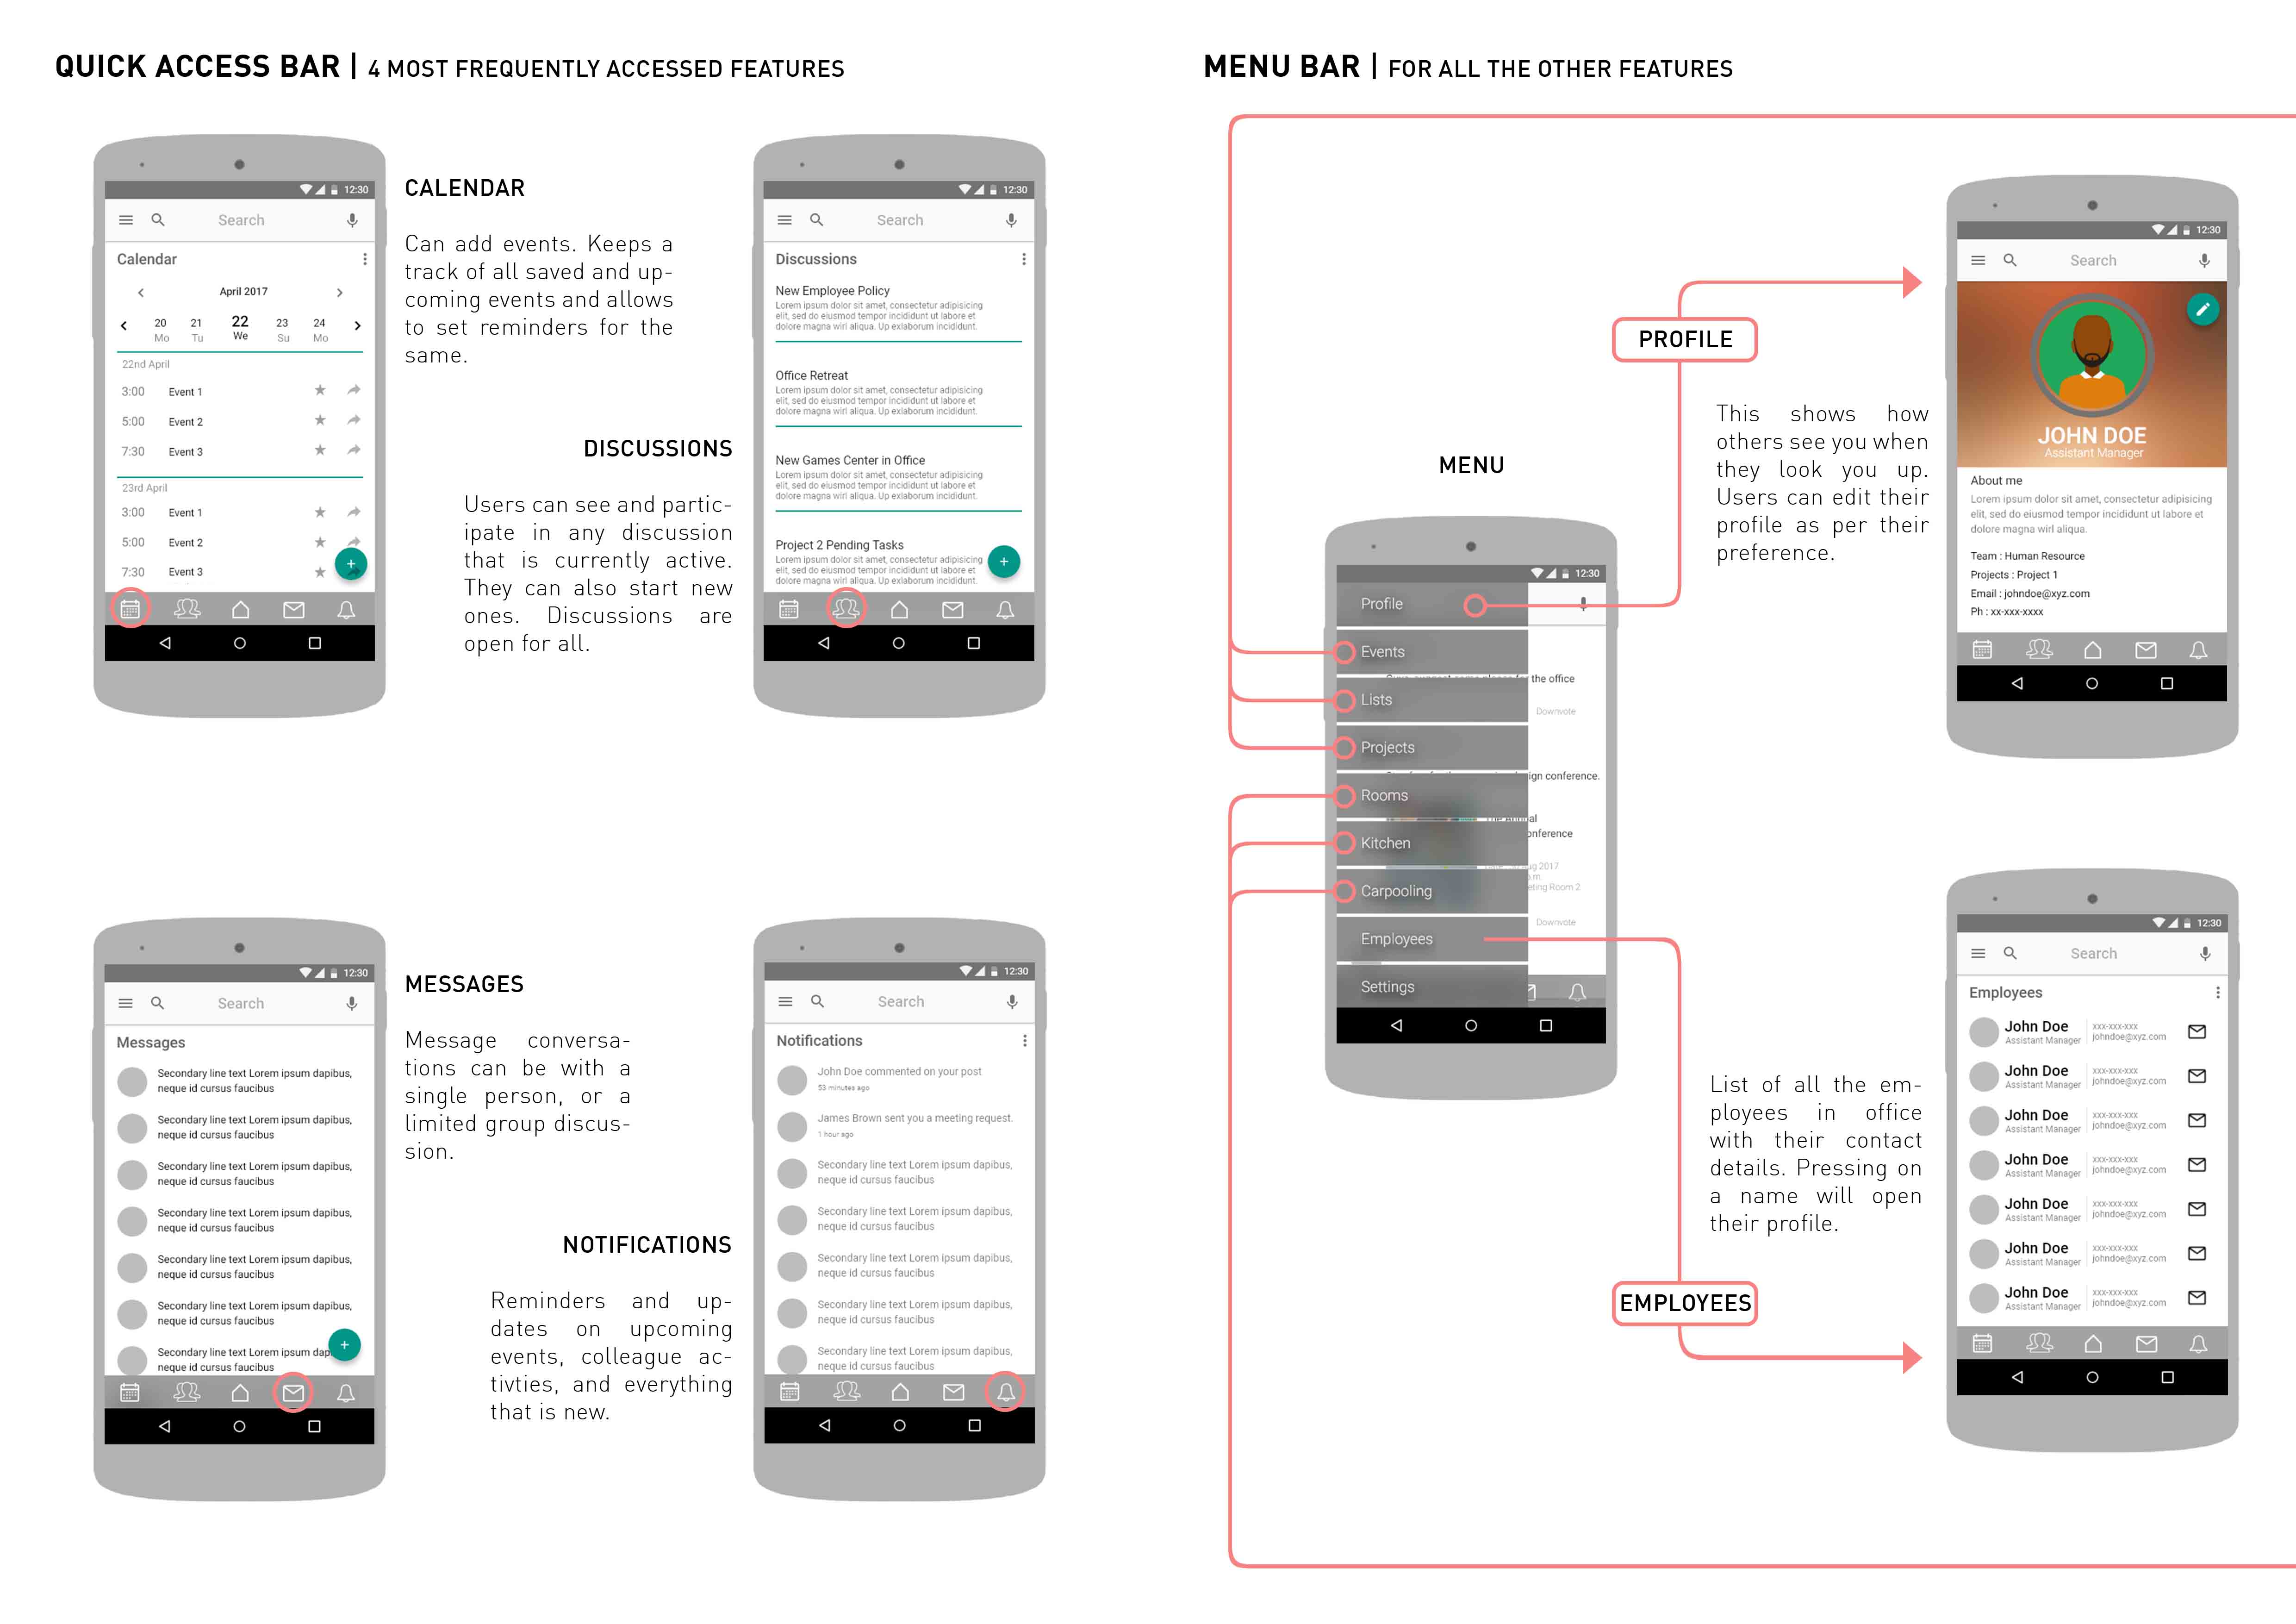 QUICK ACCESS BAR | 4 MOST FREQUENTLY ACCESSED FEATURES
12:30
Search
Calendar
April 2017
20 21 22 23 24
Mo Tu We Su Mo
22nd April
3:00 Event 1
5:00 Event 2
7:30 Event 3
23rd April
3:00 Event 1
5:00 Event 2
7:30 Event 3
CALENDAR
Can add events. Keeps a
track of all saved and up-
coming events and allows
to set reminders for the
same.
DISCUSSIONS
Users can see and partic-
ipate in any discussion
that is currently active.
They can also start new
ones. Discussions are
open for all.
12:30
Search
Discussions
New Employee Policy
Lorem ipsum dolor sit amet, consectetur adipisicing
elit, sed do eiusmod tempor incididunt ut labore et
dolore magna wirl aliqua. Up exlaborum incididunt.
Office Retreat
Lorem ipsum dolor sit amet, consectetur adipisicing
elit, sed do eiusmod tempor incididunt ut labore et
dolore magna wirl aliqua. Up exlaborum incididunt.
New Games Center in Office
Lorem ipsum dolor sit amet, consectetur adipisicing
elit, sed do eiusmod tempor incididunt ut labore et
dolore magna wirl aliqua. Up exlaborum incididunt.
Project 2 Pending Tasks
Lorem ipsum dolor sit amet, consectetur adipisicing
elit, sed do eiusmod tempor incididunt ut labore et
dolore magna wirl aliqua. Up exlaborum incididunt.
12:30
Search
Messages
Secondary line text Lorem ipsum dapibus,
neque id cursus faucibus
Secondary line text Lorem ipsum dapibus,
neque id cursus faucibus
Secondary line text Lorem ipsum dapibus,
neque id cursus faucibus
Secondary line text Lorem ipsum dapibus,
neque id cursus faucibus
Secondary line text Lorem ipsum dapibus,
neque id cursus faucibus
Secondary line text Lorem ipsum dapibus,
neque id cursus faucibus
Secondary line text Lorem ipsum dap
neque id cursus faucibus
MESSAGES
Message conversa-
tions can be with a
single person, or a
limited group discus-
sion.
NOTIFICATIONS
Reminders and up-
dates on upcoming
events, colleague ac-
tivties, and everything
that is new.
12:30
Search
Notifications
John Doe commented on your post
53 minutes ago
James Brown sent you a meeting request.
1 hour ago
Secondary line text Lorem ipsum dapibus,
neque id cursus faucibus
Secondary line text Lorem ipsum dapibus,
neque id cursus faucibus
Secondary line text Lorem ipsum dapibus,
neque id cursus faucibus
Secondary line text Lorem ipsum dapibus,
neque id cursus faucibus
Secondary line text Lorem ipsum dapibus,
neque id cursus faucibus
MENU BAR | FOR ALL THE OTHER FEATURES
MENU
12:30
Profile
Events
the office
Lists
Downvote
Projects
ign conference.
Rooms
onference
Kitchen
ug 2017
eting Room 2
Carpooling
Downvote
Employees
Settings
PROFILE
This shows how
others see you when
they look you up.
Users can edit their
profile as per their
preference.
12:30
Search
JOHN DOE
Assistant Manager
About me
Lorem ipsum dolor sit amet, consectetur adipisicing
elit, sed do eiusmod tempor incididunt ut labore et
dolore magna wirl aliqua.
Team : Human Resource
Projects : Project 1
Email : johndoe@xyz.com
Ph : xx-xxx-xxxx
List of all the em-
ployees in office
with their contact
details. Pressing on
a name will open
their profile.
EMPLOYEES
12:30
Search
Employees
John Doe xxx-xxx-xxx
Assistant Manager johndoe@xyz.com
John Doe xxx-xxx-xxx
Assistant Manager johndoe@xyz.com
John Doe xxx-xxx-xxx
Assistant Manager johndoe@xyz.com
John Doe xxx-xxx-xxx
Assistant Manager johndoe@xyz.com
John Doe xxx-xxx-xxx
Assistant Manager johndoe@xyz.com
John Doe xxx-xxx-xxx
Assistant Manager johndoe@xyz.com
John Doe xxx-xxx-xxx
Assistant Manager johndoe@xyz.com